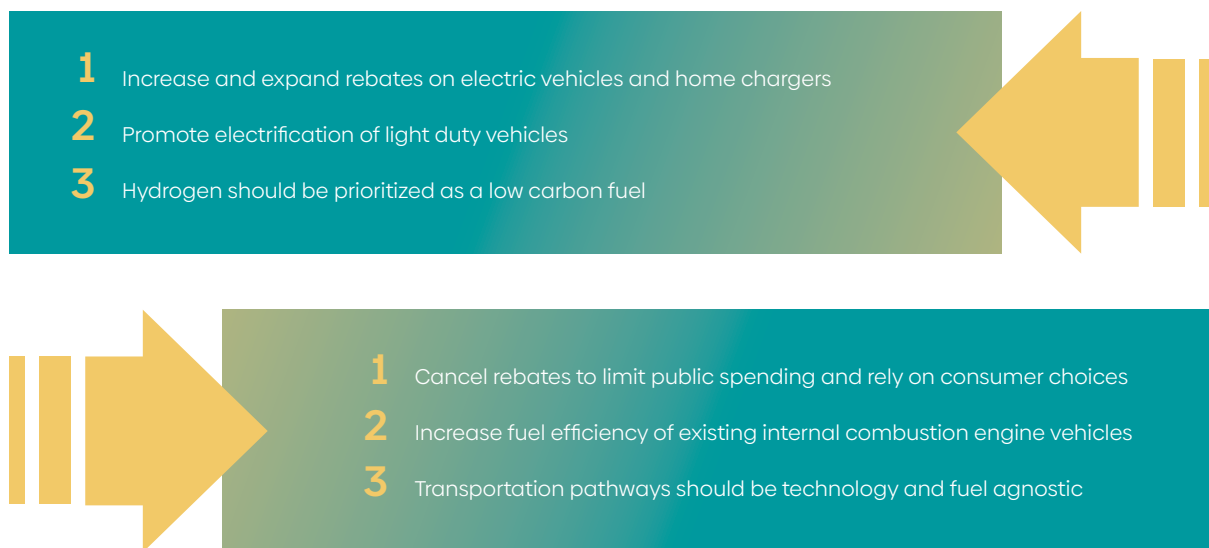 1 Increase and expand rebates on electric vehicles and home chargers
2 Promote electrification of light duty vehicles
3 Hydrogen should be prioritized as a low carbon fuel
1 Cancel rebates to limit public spending and rely on consumer choices
2 Increase fuel efficiency of existing internal combustion engine vehicles
3 Transportation pathways should be technology and fuel agnostic